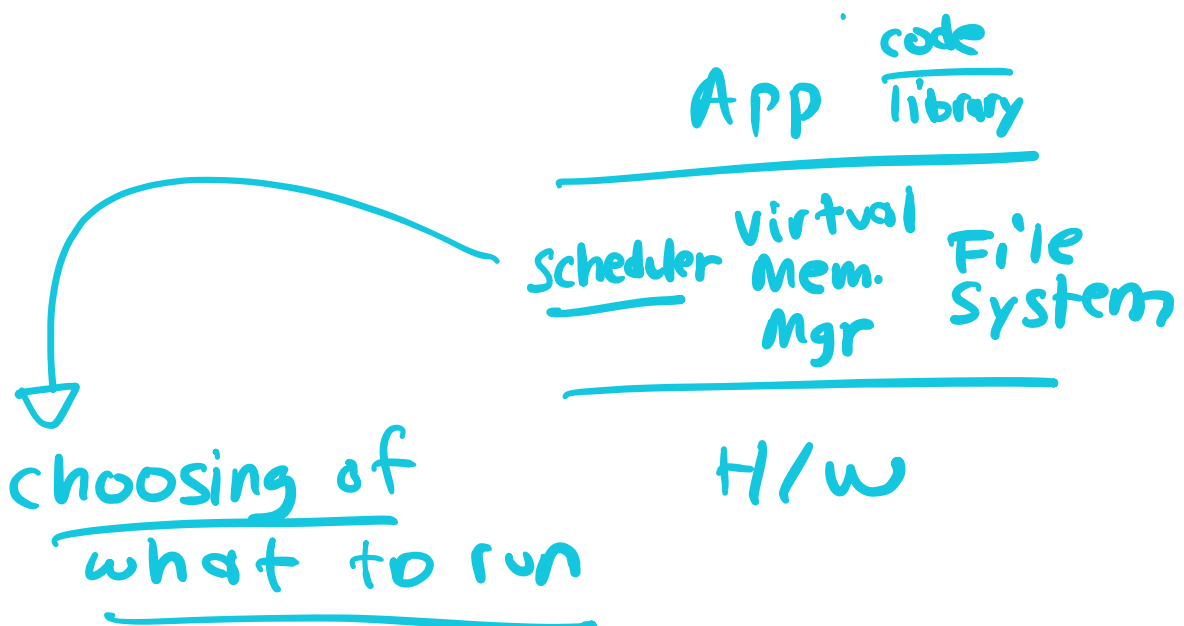 code
App library
scheduler
virtual
Mem.
Mgr
File
System
H/W
choosing of
what to run